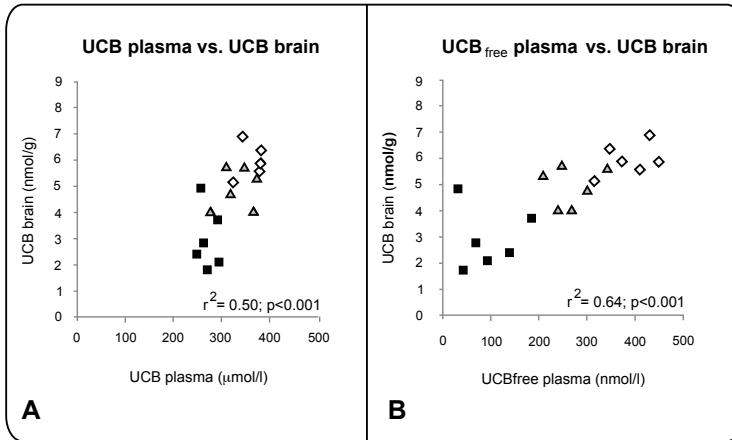 UCB plasma vs. UCB brain
9
8
7
6
5
4
3
2
1
0
UCB brain (nmol/g)
r²= 0.50; p<0.001
0 100 200 300 400 500
UCB plasma (μmol/l)
A
UCB free plasma vs. UCB brain
9
8
7
6
5
4
3
2
1
0
UCB brain (nmol/g)
r²= 0.64; p<0.001
0 100 200 300 400 500
UCBfree plasma (nmol/l)
B